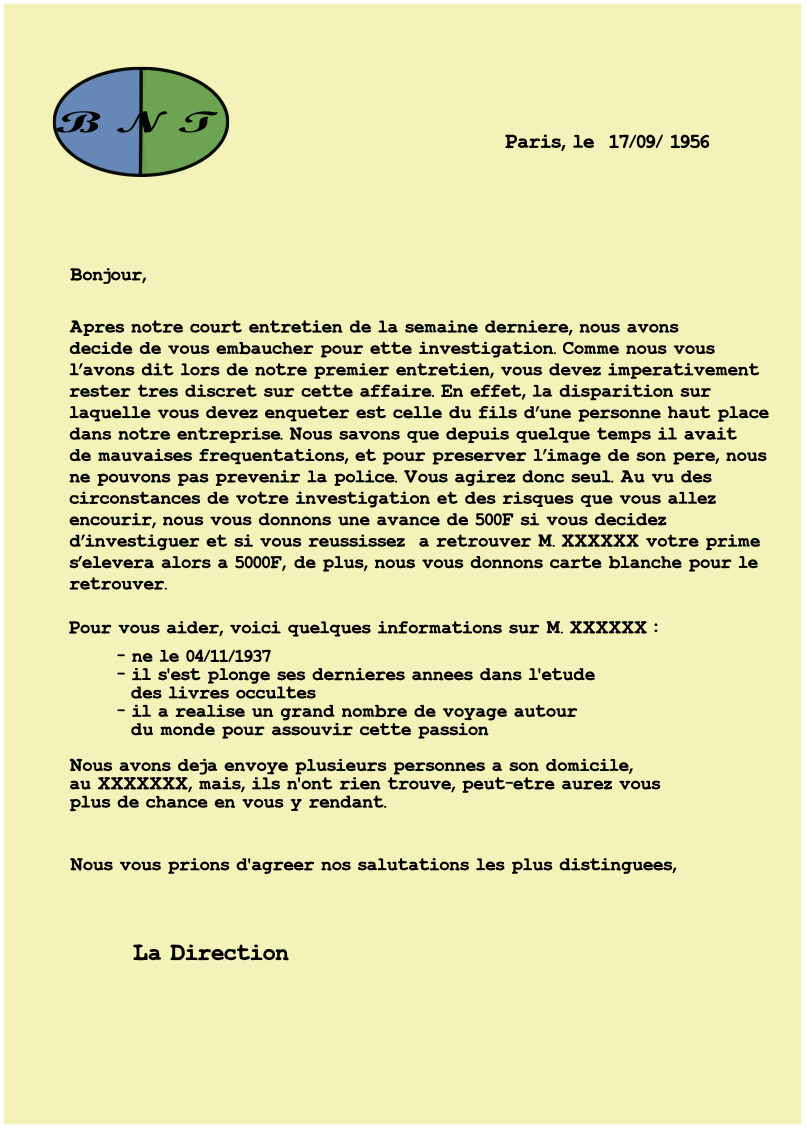 B N T
Paris, le 17/09/ 1956
Bonjour,
Apres notre court entretien de la semaine derniere, nous avons
decide de vous embaucher pour ette investigation. Comme nous vous
l'avons dit lors de notre premier entretien, vous devez imperativement
rester tres discret sur cette affaire. En effet, la disparition sur
laquelle vous devez enqueter est celle du fils d'une personne haut place
dans notre entreprise. Nous savons que depuis quelque temps il avait
de mauvaises frequentations, et pour preserver l'image de son pere, nous
ne pouvons pas prevenir la police. Vous agirez donc seul. Au vu des
circonstances de votre investigation et des risques que vous allez
encourir, nous vous donnons une avance de 500F si vous decidez
d'investiguer et si vous reussissez a retrouver M. XXXXXX votre prime
s'elevera alors a 5000F, de plus, nous vous donnons carte blanche pour le
retrouver.
Pour vous aider, voici quelques informations sur M. XXXXXX :
- ne le 04/11/1937
- il s'est plonge ses dernieres annees dans l'etude
des livres occultes
- il a realise un grand nombre de voyage autour
du monde pour assouvir cette passion
Nous avons deja envoye plusieurs personnes a son domicile,
au XXXXXXX, mais, ils n'ont rien trouve, peut-etre aurez vous
plus de chance en vous y rendant.
Nous vous prions d'agreer nos salutations les plus distinguees,
La Direction